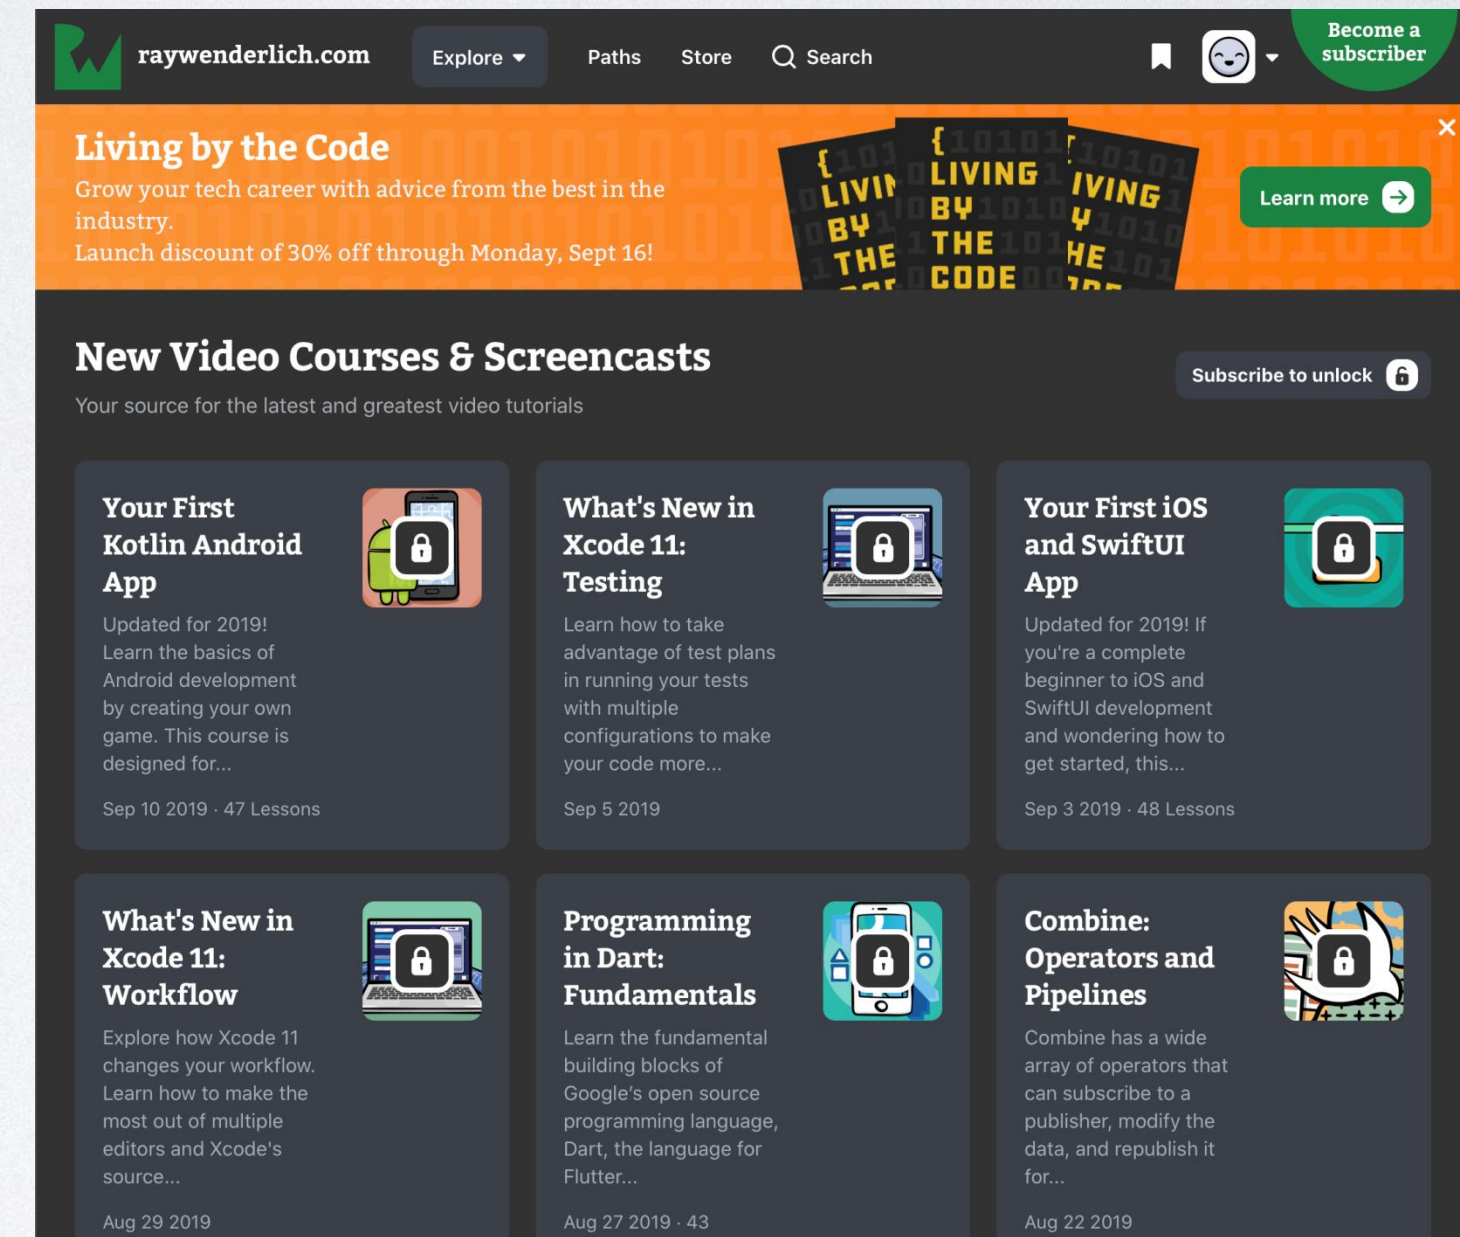 raywenderlich.com
Explore
Paths
Store
Search
Become a
subscriber
Living by the Code
Grow your tech career with advice from the best in the
industry.
Launch discount of 30% off through Monday, Sept 16!
{
LIVIN
BY
THE
{
LIVING
BY
THE
CODE
IVING
Y
HE
Learn more
New Video Courses & Screencasts
Your source for the latest and greatest video tutorials
Subscribe to unlock
Your First
Kotlin Android
App
Updated for 2019!
Learn the basics of
Android development
by creating your own
game. This course is
designed for...
Sep 10 2019 · 47 Lessons
What's New in
Xcode 11:
Testing
Learn how to take
advantage of test plans
in running your tests
with multiple
configurations to make
your code more...
Sep 5 2019
Your First iOS
and SwiftUI
App
Updated for 2019! If
you're a complete
beginner to iOS and
SwiftUI development
and wondering how to
get started, this...
Sep 3 2019 · 48 Lessons
What's New in
Xcode 11:
Workflow
Explore how Xcode 11
changes your workflow.
Learn how to make the
most out of multiple
editors and Xcode's
source...
Aug 29 2019
Programming
in Dart:
Fundamentals
Learn the fundamental
building blocks of
Google’s open source
programming language,
Dart, the language for
Flutter...
Aug 27 2019 · 43
Combine:
Operators and
Pipelines
Combine has a wide
array of operators that
can subscribe to a
publisher, modify the
data, and republish it
for...
Aug 22 2019